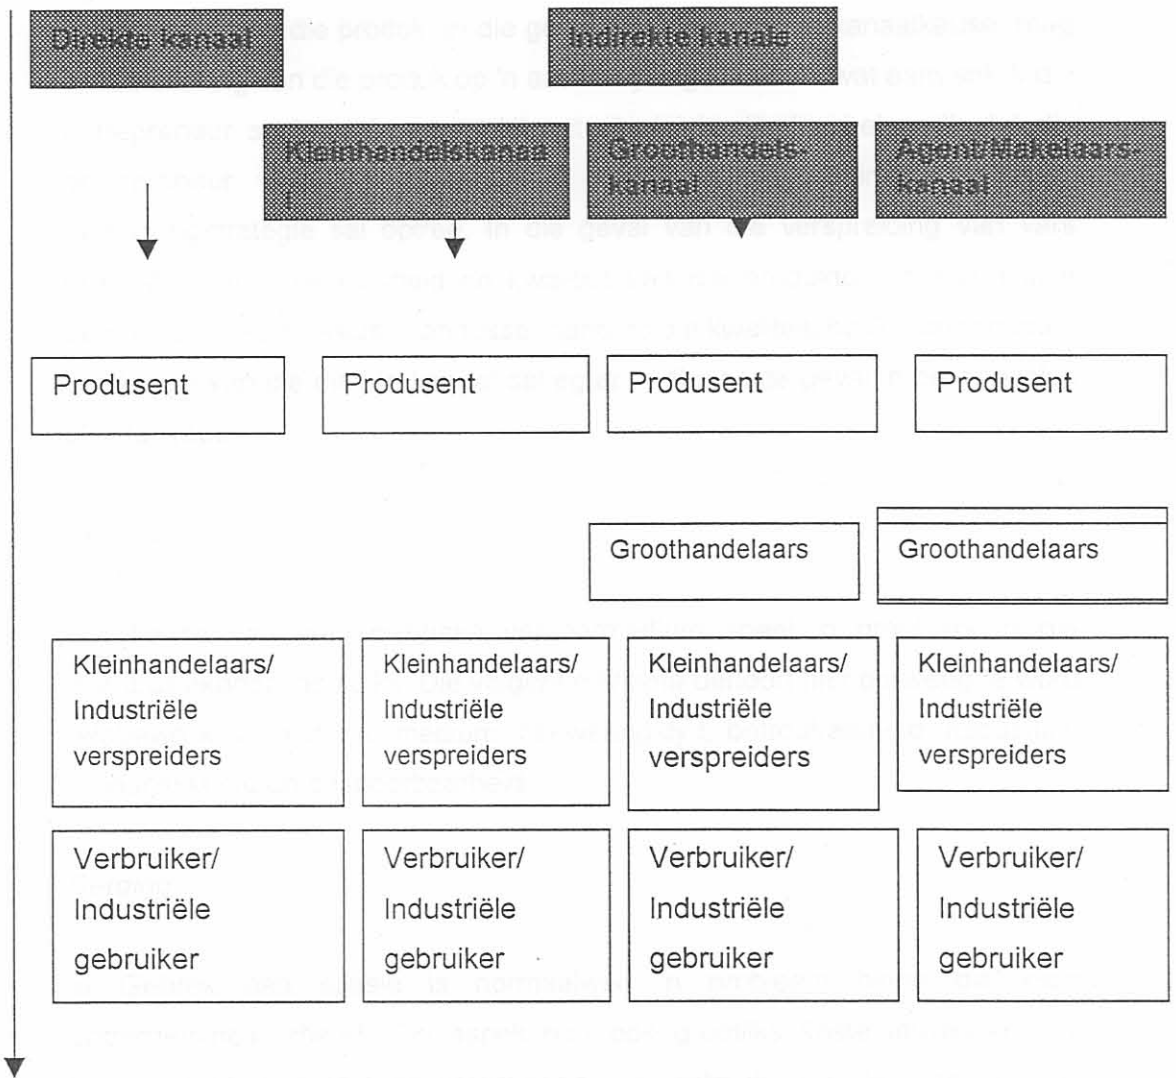 Direkte kanaal
Indirekte kanale
Kleinhandelskanaa
l
Groothandels-
kanaal
Agent/Makelaars-
kanaal
Produsent
Produsent
Produsent
Produsent
Groothandelaars
Groothandelaars
Kleinhandelaars/
Industriële
verspreiders
Kleinhandelaars/
Industriële
verspreiders
Kleinhandelaars/
Industriële
verspreiders
Kleinhandelaars/
Industriële
verspreiders
Verbruiker/
Industriële
gebruiker
Verbruiker/
Industriële
gebruiker
Verbruiker/
Industriële
gebruiker
Verbruiker/
Industriële
gebruiker